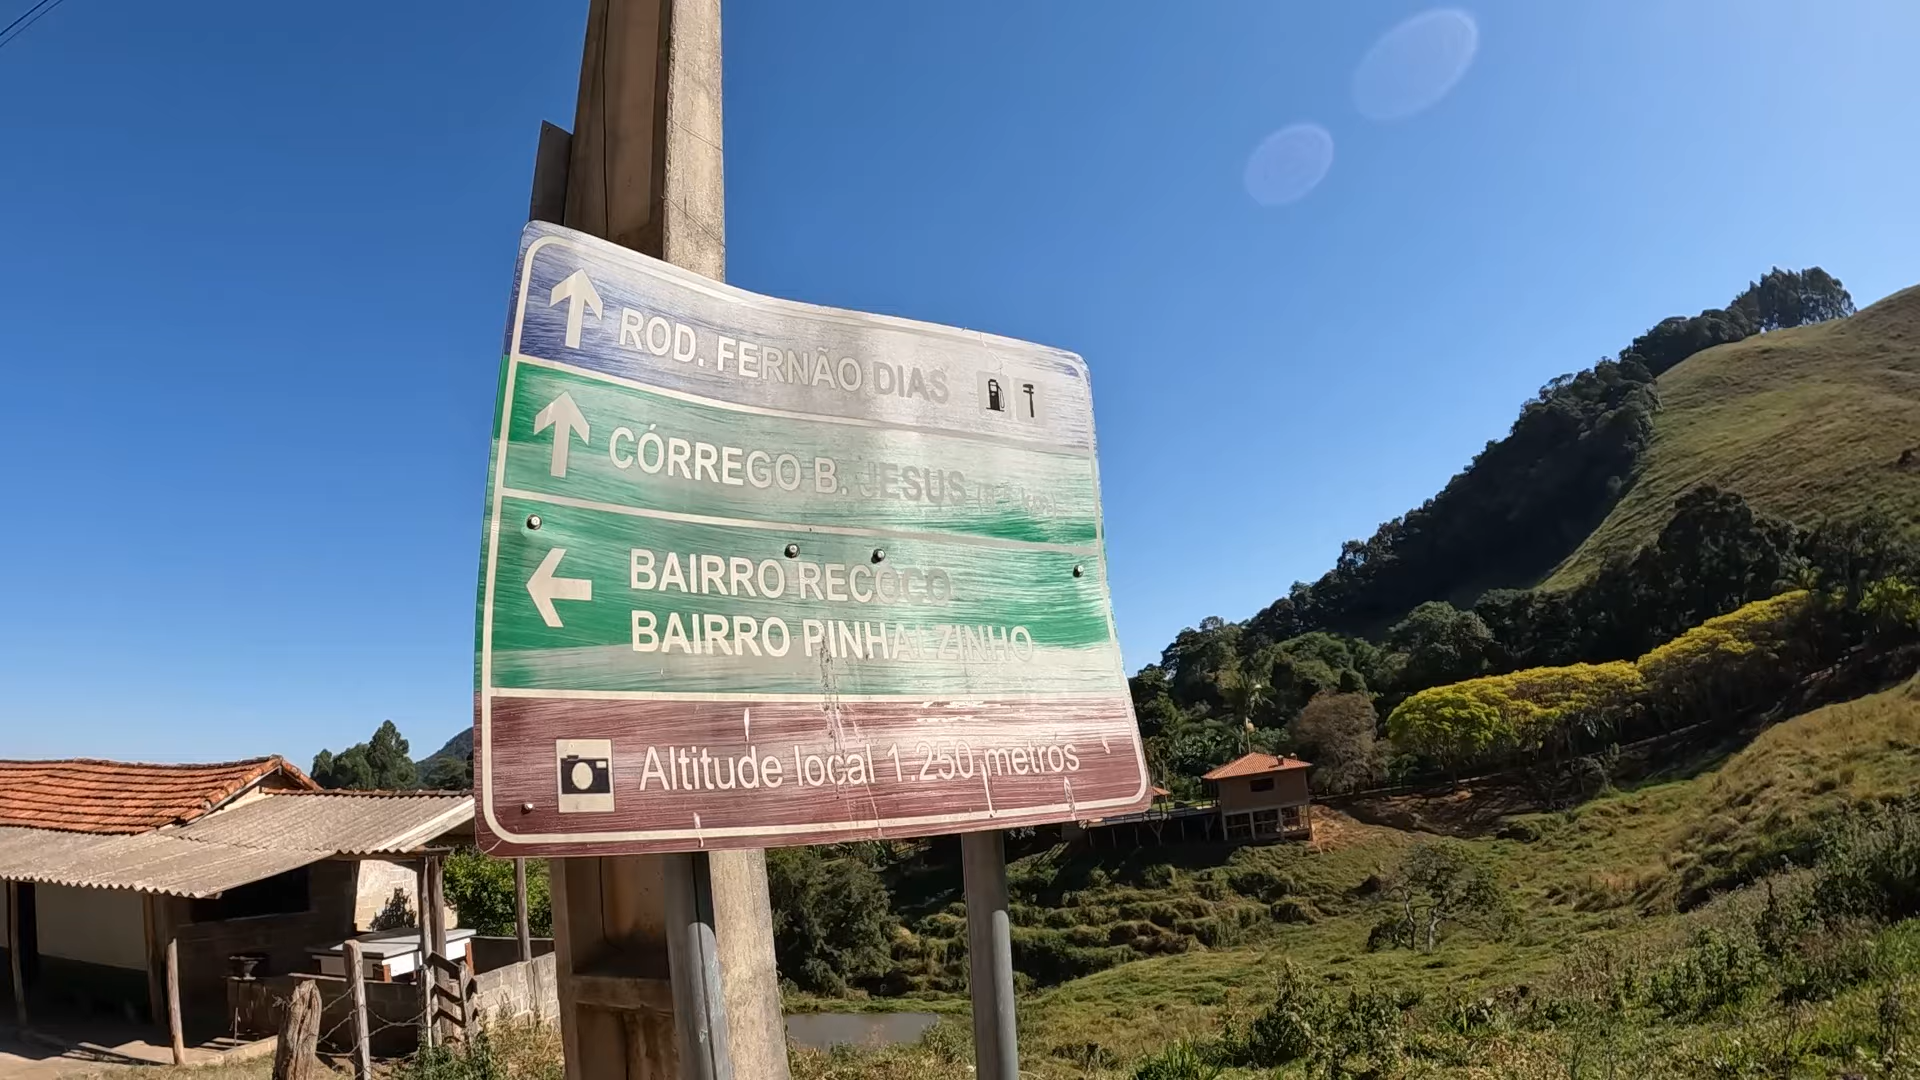 ROD. FERNÃO DIAS
CÓRREGO B. JESUS
BAIRRO RECOCO
BAIRRO PINHALZINHO
Altitude local 1.250 metros